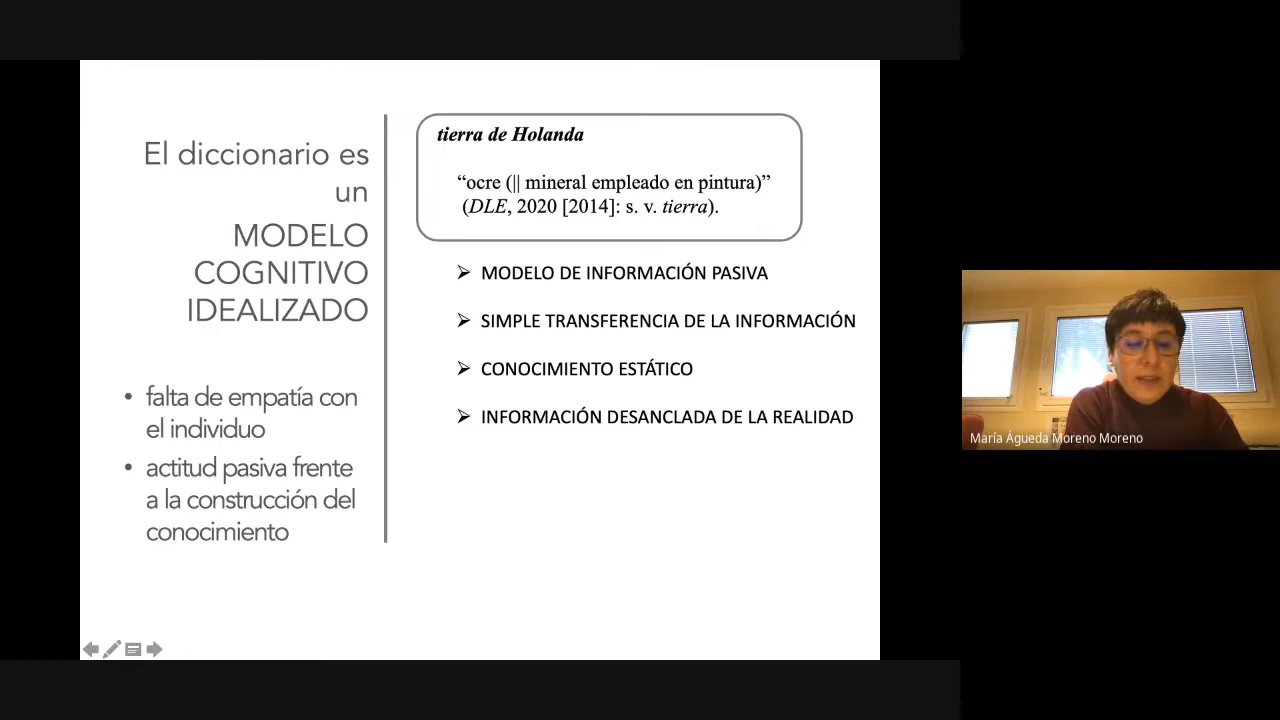 El diccionario es
un
MODELO
COGNITIVO
IDEALIZADO
• falta de empatía con
el individuo
• actitud pasiva frente
a la construcción del
conocimiento
tierra de Holanda
“ocre (|| mineral empleado en pintura)”
(DLE, 2020 [2014]: s. v. tierra).
➢ MODELO DE INFORMACIÓN PASIVA
➢ SIMPLE TRANSFERENCIA DE LA INFORMACIÓN
➢ CONOCIMIENTO ESTÁTICO
➢ INFORMACIÓN DESANCLADA DE LA REALIDAD
María Águeda Moreno Moreno